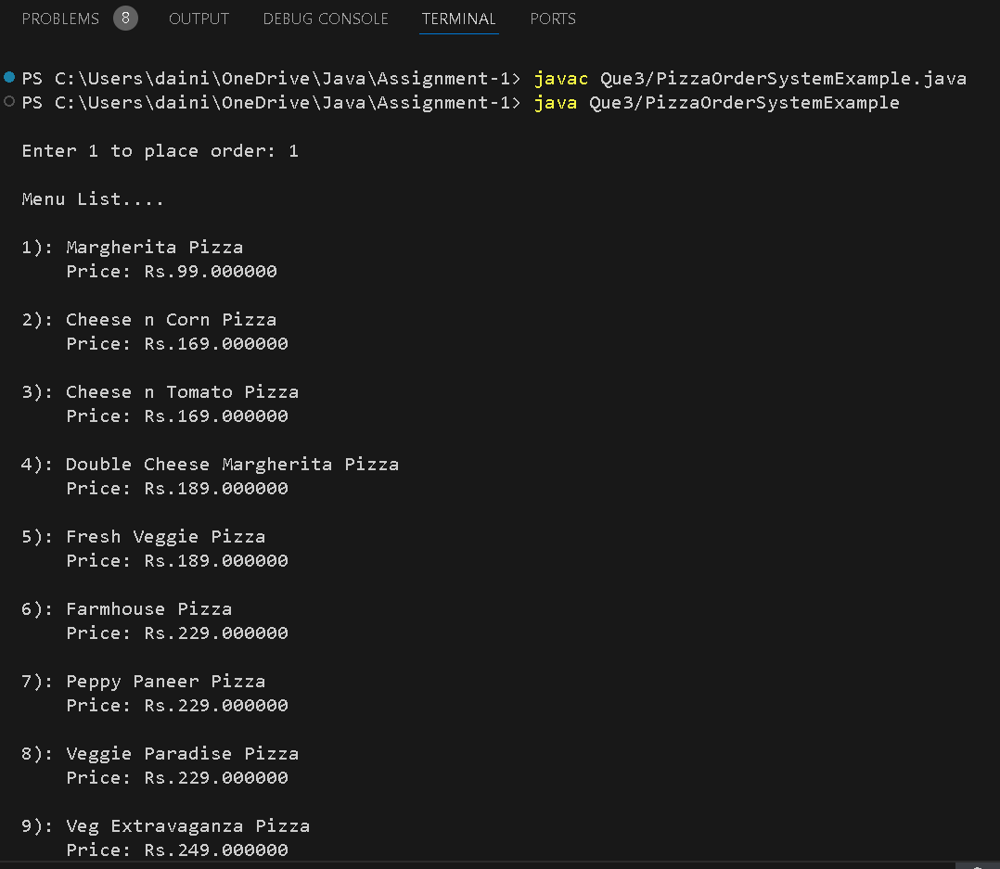 PROBLEMS 8 OUTPUT DEBUG CONSOLE TERMINAL PORTS
PS C:\Users\daini\OneDrive\Java\Assignment-1> javac Que3/PizzaOrderSystemExample.java
PS C:\Users\daini\OneDrive\Java\Assignment-1> java Que3/PizzaOrderSystemExample
Enter 1 to place order: 1
Menu List....
1): Margherita Pizza
Price: Rs.99.000000
2): Cheese n Corn Pizza
Price: Rs.169.000000
3): Cheese n Tomato Pizza
Price: Rs.169.000000
4): Double Cheese Margherita Pizza
Price: Rs.189.000000
5): Fresh Veggie Pizza
Price: Rs.189.000000
6): Farmhouse Pizza
Price: Rs.229.000000
7): Peppy Paneer Pizza
Price: Rs.229.000000
8): Veggie Paradise Pizza
Price: Rs.229.000000
9): Veg Extravaganza Pizza
Price: Rs.249.000000